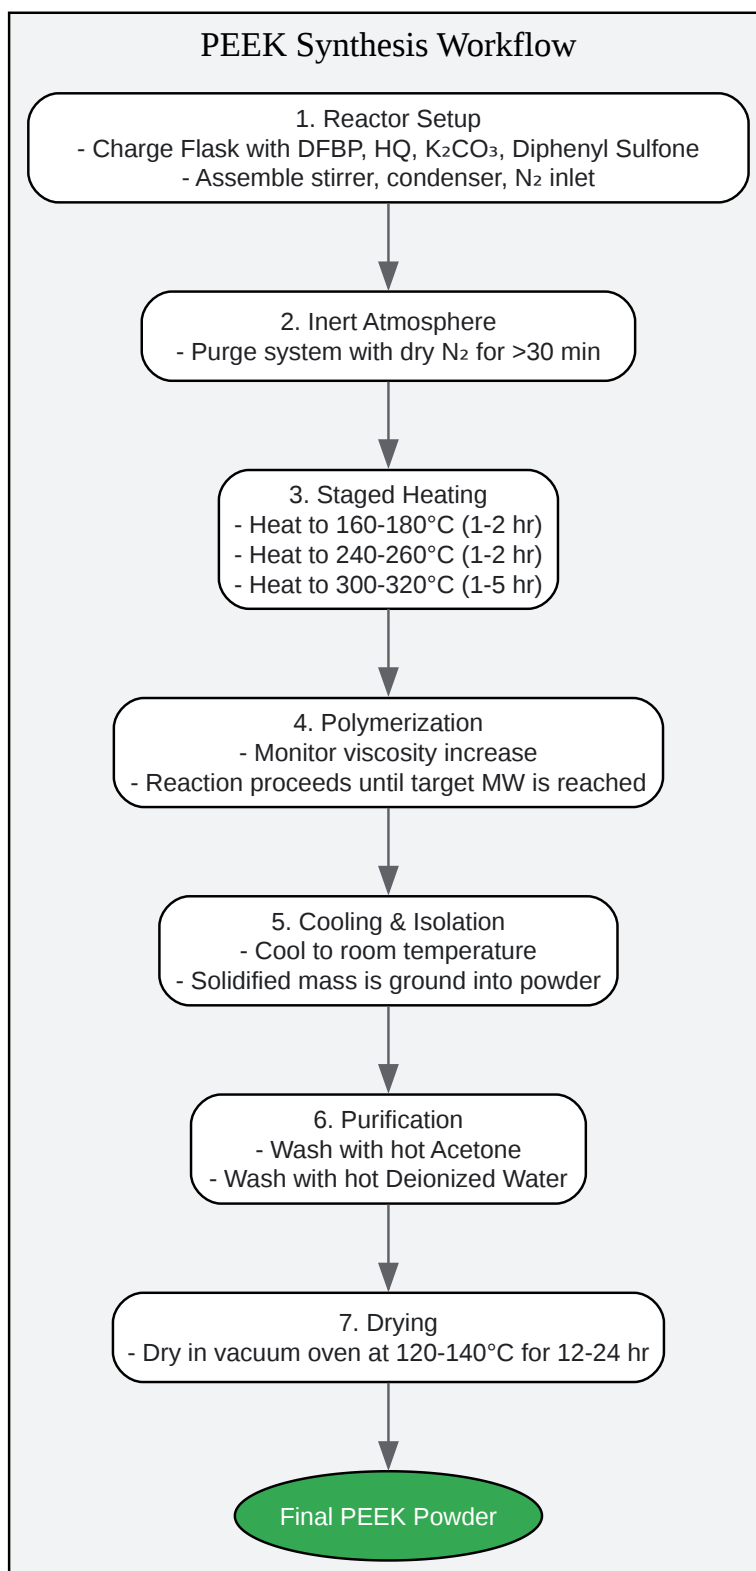 PEEK Synthesis Workflow
1. Reactor Setup
- Charge Flask with DFBP, HQ, K₂CO₃, Diphenyl Sulfone
- Assemble stirrer, condenser, N₂ inlet
2. Inert Atmosphere
- Purge system with dry N₂ for >30 min
3. Staged Heating
- Heat to 160-180°C (1-2 hr)
- Heat to 240-260°C (1-2 hr)
- Heat to 300-320°C (1-5 hr)
4. Polymerization
- Monitor viscosity increase
- Reaction proceeds until target MW is reached
5. Cooling & Isolation
- Cool to room temperature
- Solidified mass is ground into powder
6. Purification
- Wash with hot Acetone
- Wash with hot Deionized Water
7. Drying
- Dry in vacuum oven at 120-140°C for 12-24 hr
Final PEEK Powder